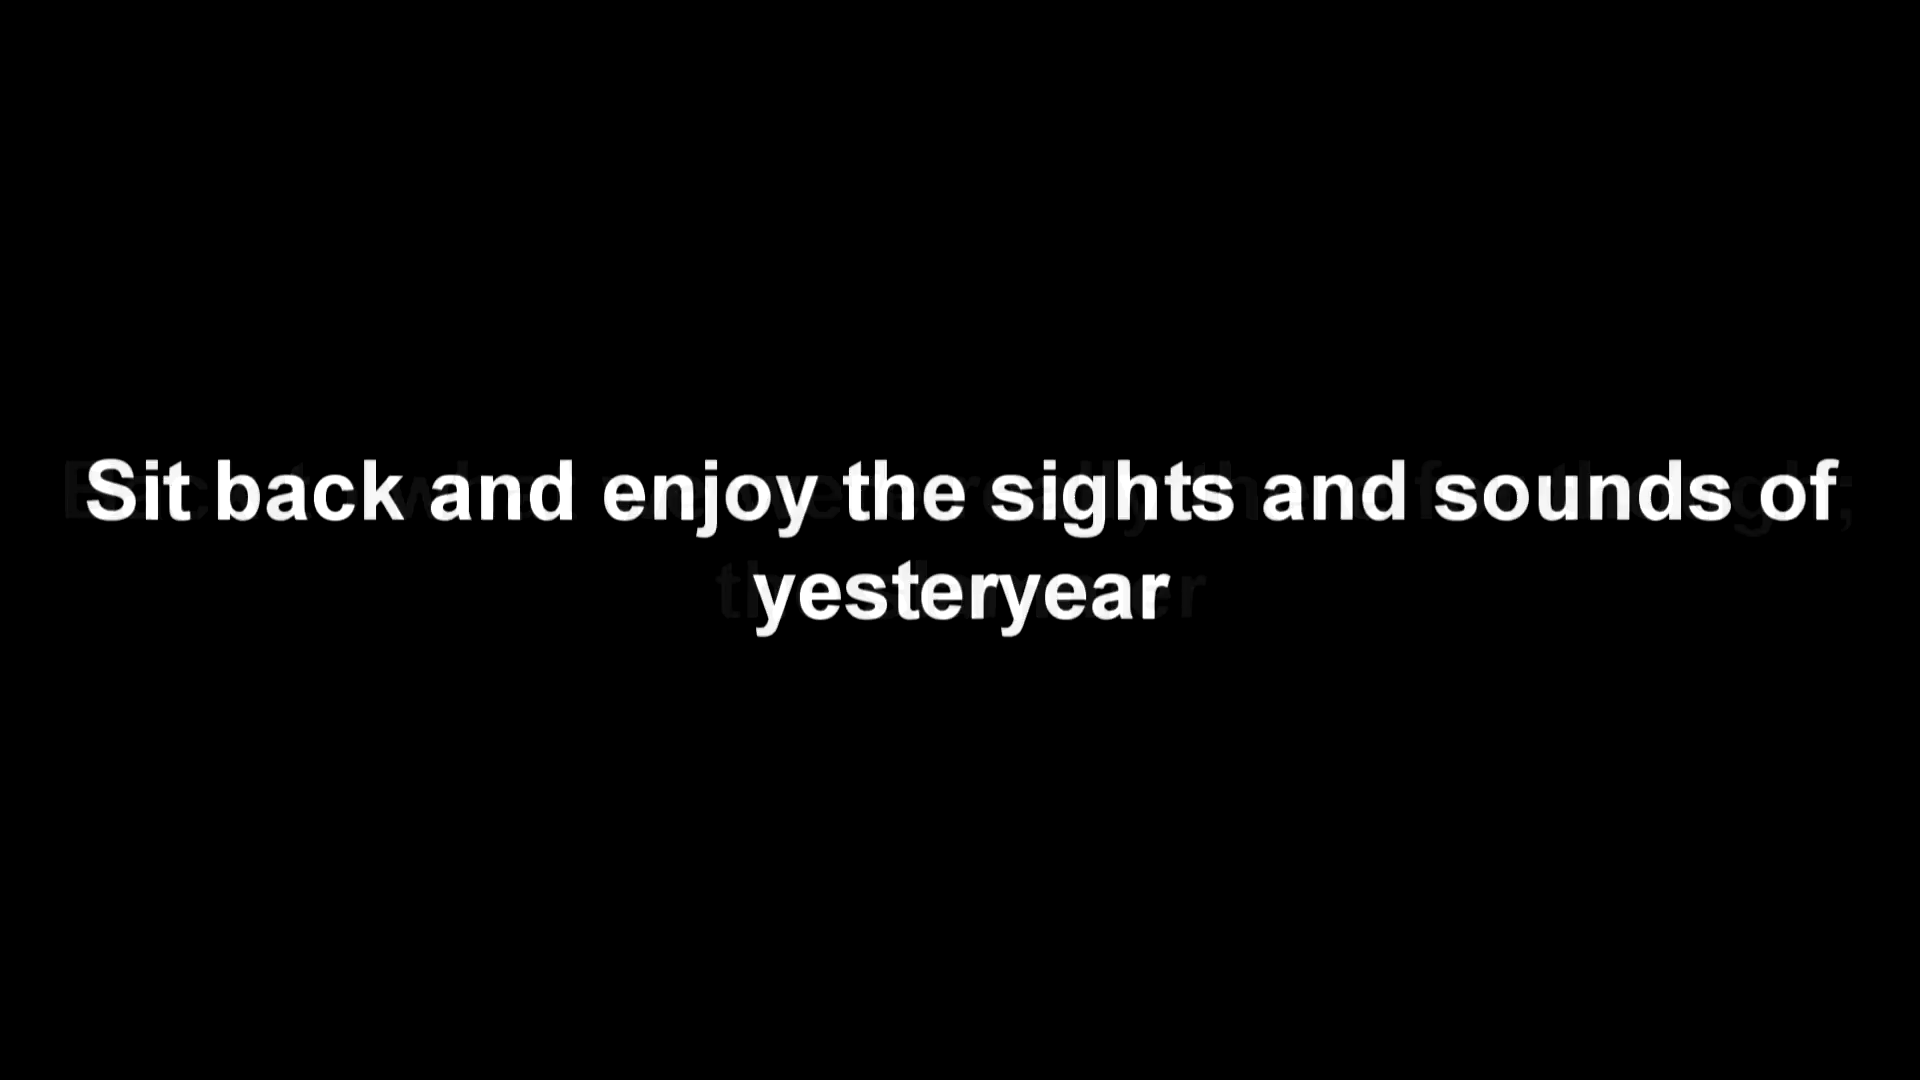 Sit back and enjoy the sights and sounds of
yesteryear